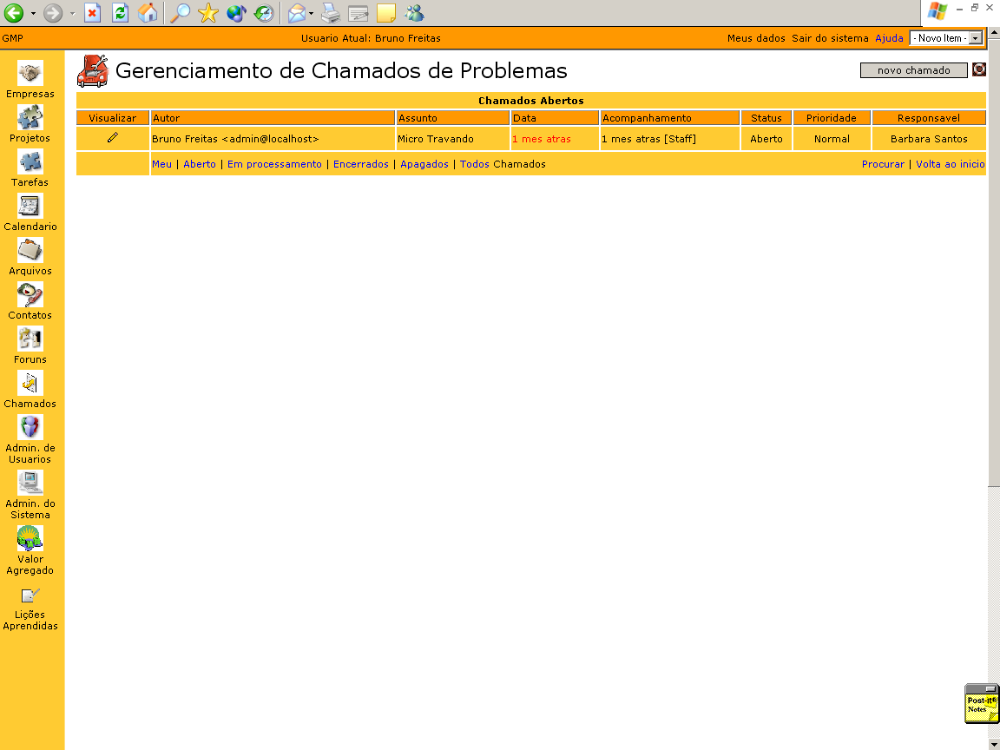 GMP Usuario Atual: Bruno Freitas Meus dados Sair do sistema Ajuda - Novo Item -
Gerenciamento de Chamados de Problemas novo chamado
Chamados Abertos
Visualizar Autor Assunto Data Acompanhamento Status Prioridade Responsavel
Bruno Freitas <admin@localhost> Micro Travando 1 mes atras 1 mes atras [Staff] Aberto Normal Barbara Santos
Meu | Aberto | Em processamento | Encerrados | Apagados | Todos Chamados Procurar | Volta ao inicio
Empresas
Projetos
Tarefas
Calendario
Arquivos
Contatos
Foruns
Chamados
Admin. de
Usuarios
Admin. do
Sistema
Valor
Agregado
Lições
Aprendidas
Post-it®
Notes